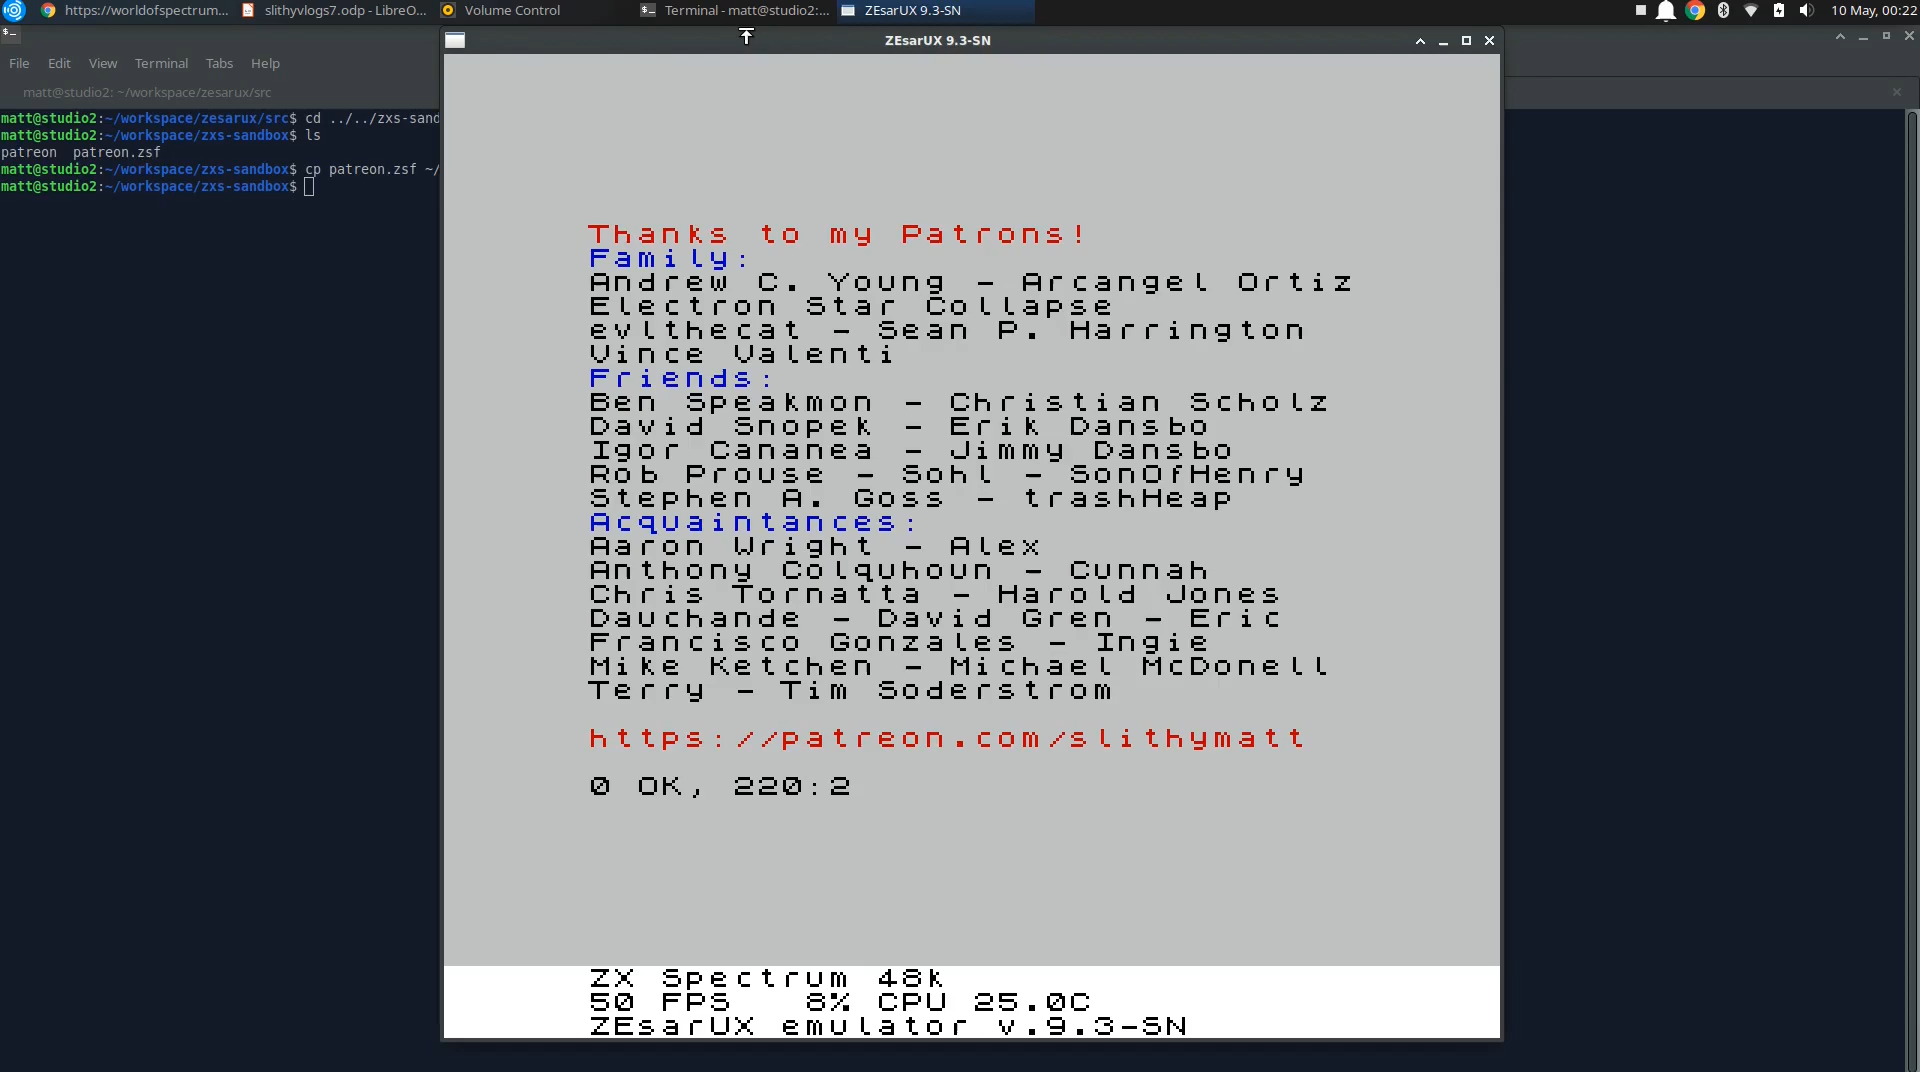 https://worldofspectrum... slithyvlogs7.odp - LibreO... Volume Control Terminal - matt@studio2:... ZEsarUX 9.3-SN 10 May, 00:22
ZEsarUX 9.3-SN
File Edit View Terminal Tabs Help
matt@studio2: ~/workspace/zesarux/src
matt@studio2:~/workspace/zesarux/src$ cd ../../zxs-sand
matt@studio2:~/workspace/zxs-sandbox$ ls
patreon patreon.zsf
matt@studio2:~/workspace/zxs-sandbox$ cp patreon.zsf ~/
matt@studio2:~/workspace/zxs-sandbox$
Thanks to my Patrons!
Family:
Andrew C. Young - Arcangel Ortiz
Electron Star Collapse
evlthecat - Sean P. Harrington
Vince Valenti
Friends:
Ben Speakmon - Christian Scholz
David Snopek - Erik Dansbo
Igor Cananea - Jimmy Dansbo
Rob Prouse - Sohl - SonOfHenry
Stephen A. Goss - trashHeap
Acquaintances:
Aaron Wright - Alex
Anthony Colquhoun - Cunnah
Chris Tornatta - Harold Jones
Dauchande - David Gren - Eric
Francisco Gonzales - Ingie
Mike Ketchen - Michael McDonell
Terry - Tim Soderstrom
https://patreon.com/slithymatt
0 OK, 220:2
ZX Spectrum 48k
50 FPS 8% CPU 25.0C
ZEsarUX emulator v.9.3-SN